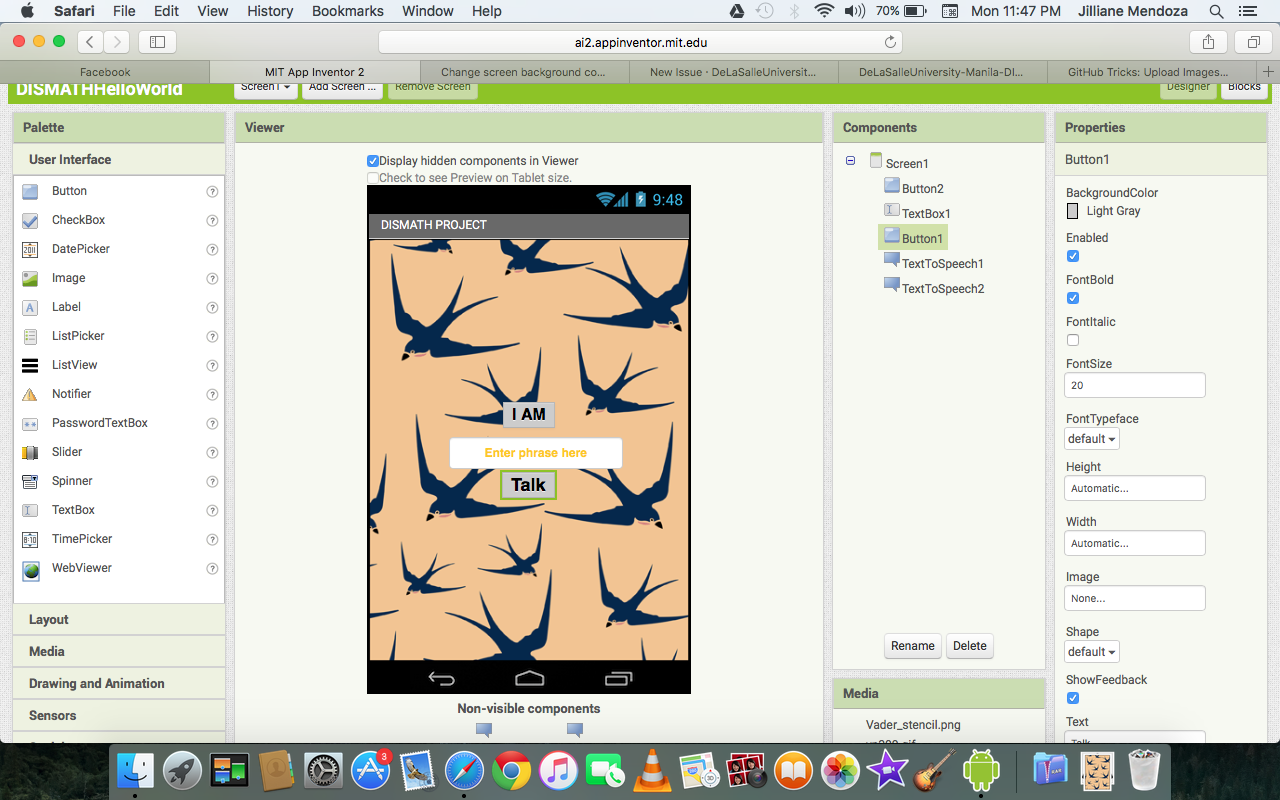 Safari File Edit View History Bookmarks Window Help 70% Mon 11:47 PM Jilliane Mendoza
ai2.appinventor.mit.edu
Facebook MIT App Inventor 2 Change screen background co... New Issue · DeLaSalleUniversit... DeLaSalleUniversity-Manila-DI... GitHub Tricks: Upload Images...
DISMATHHelloWorld Screen1 Add Screen ... Remove Screen Designer Blocks
Palette
User Interface
Button ?
CheckBox ?
DatePicker ?
Image ?
Label ?
ListPicker ?
ListView ?
Notifier ?
PasswordTextBox ?
Slider ?
Spinner ?
TextBox ?
TimePicker ?
WebViewer ?
Layout
Media
Drawing and Animation
Sensors
Viewer
Display hidden components in Viewer
Check to see Preview on Tablet size.
9:48
DISMATH PROJECT
I AM
Enter phrase here
Talk
Non-visible components
Components
Screen1
Button2
TextBox1
Button1
TextToSpeech1
TextToSpeech2
Rename Delete
Media
Vader_stencil.png
Properties
Button1
BackgroundColor
Light Gray
Enabled
FontBold
FontItalic
FontSize
20
FontTypeface
default
Height
Automatic...
Width
Automatic...
Image
None...
Shape
default
ShowFeedback
Text
Talk
3